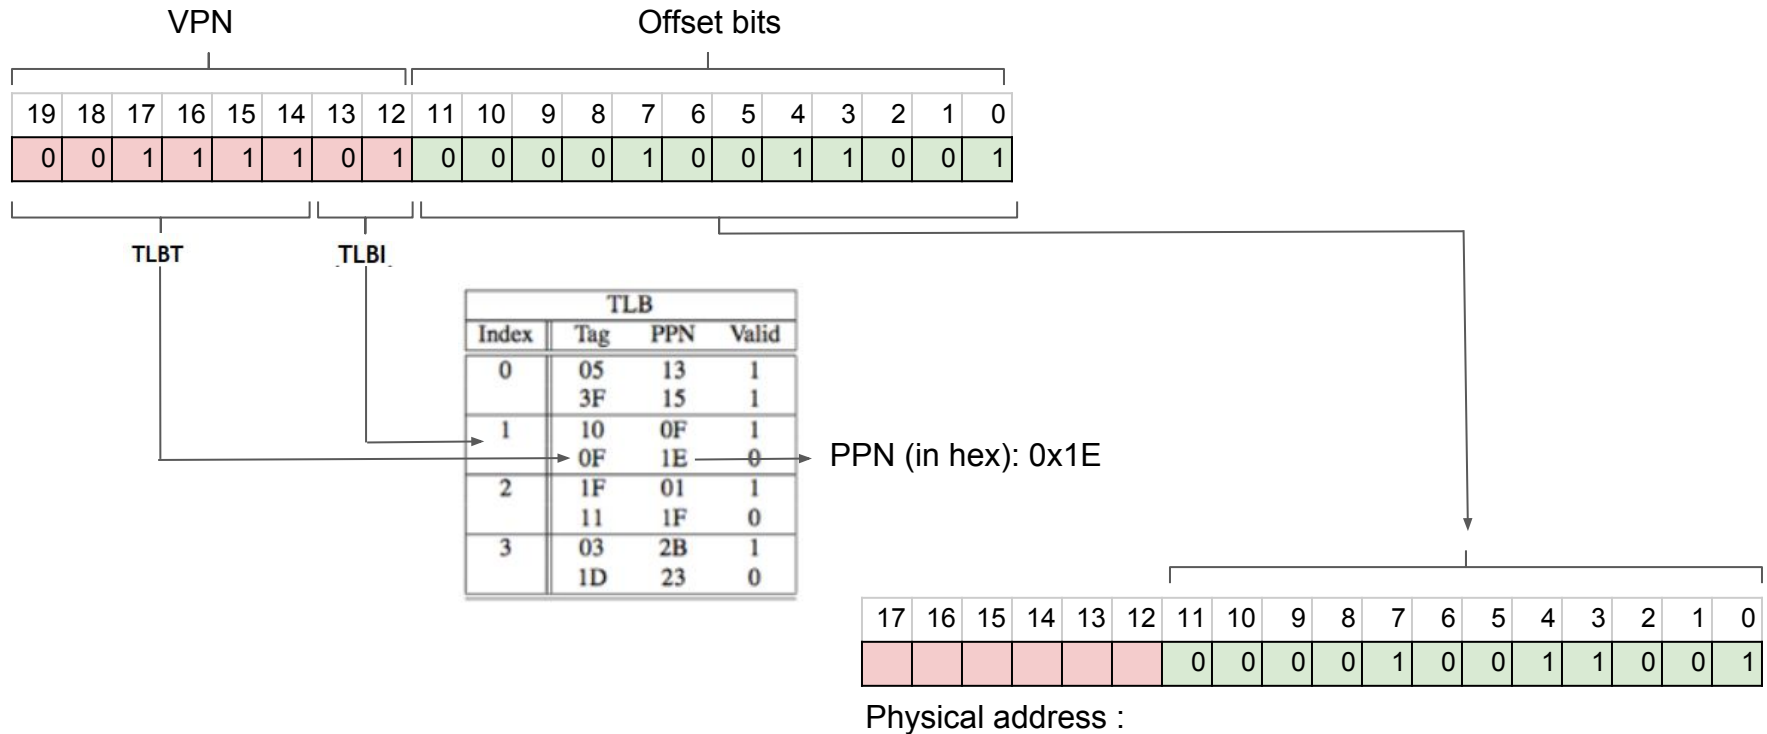 VPN Offset bits
19 18 17 16 15 14 13 12 11 10 9 8 7 6 5 4 3 2 1 0
0 0 1 1 1 1 0 1 0 0 0 0 1 0 0 1 1 0 0 1
TLBT TLBI
TLB
Index Tag PPN Valid
0 05 13 1
3F 15 1
1 10 0F 1
0F 1E 0 PPN (in hex): 0x1E
2 1F 01 1
11 1F 0
3 03 2B 1
1D 23 0
17 16 15 14 13 12 11 10 9 8 7 6 5 4 3 2 1 0
0 0 0 0 1 0 0 1 1 0 0 1
Physical address :